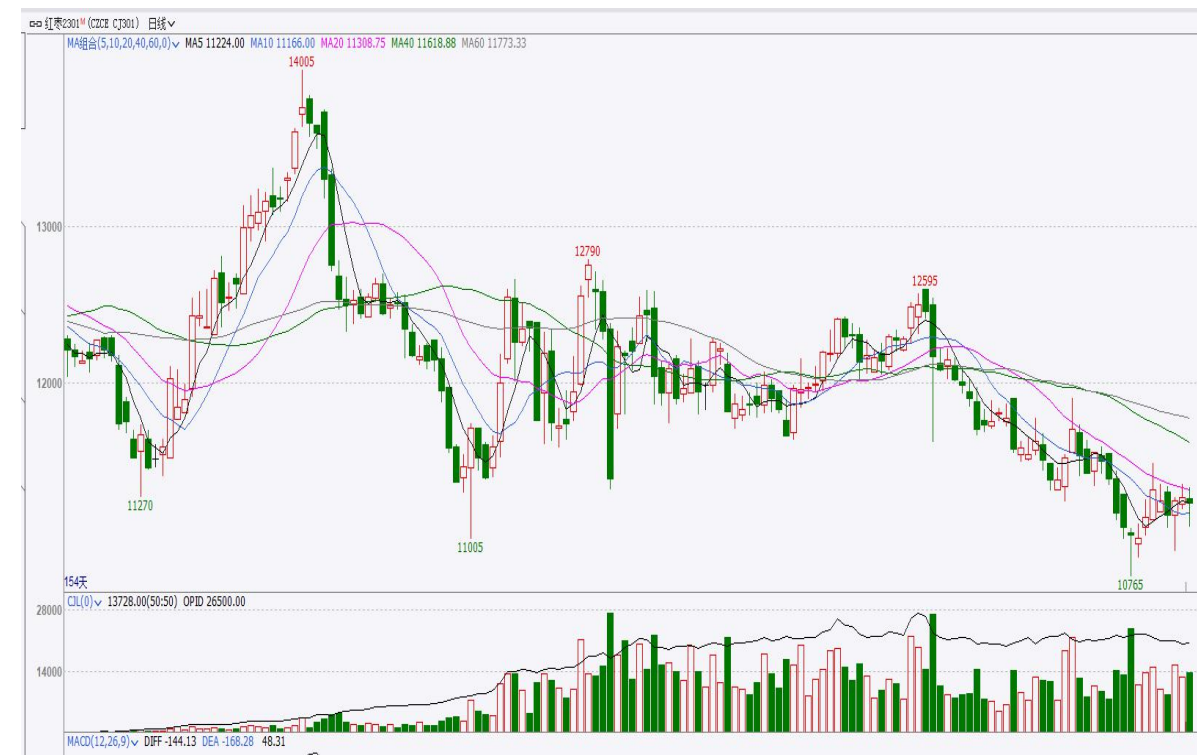 红枣2301M (CZCE CJ301) 日线
MA组合(5,10,20,40,60,0) MA5 11224.00 MA10 11166.00 MA20 11308.75 MA40 11618.88 MA60 11773.33
14005
13000
12790
12595
12000
11270
11005
10765
154天
CJL(0) 13728.00(50:50) OPID 26500.00
28000
14000
MACD(12,26,9) DIFF -144.13 DEA -168.28 48.31